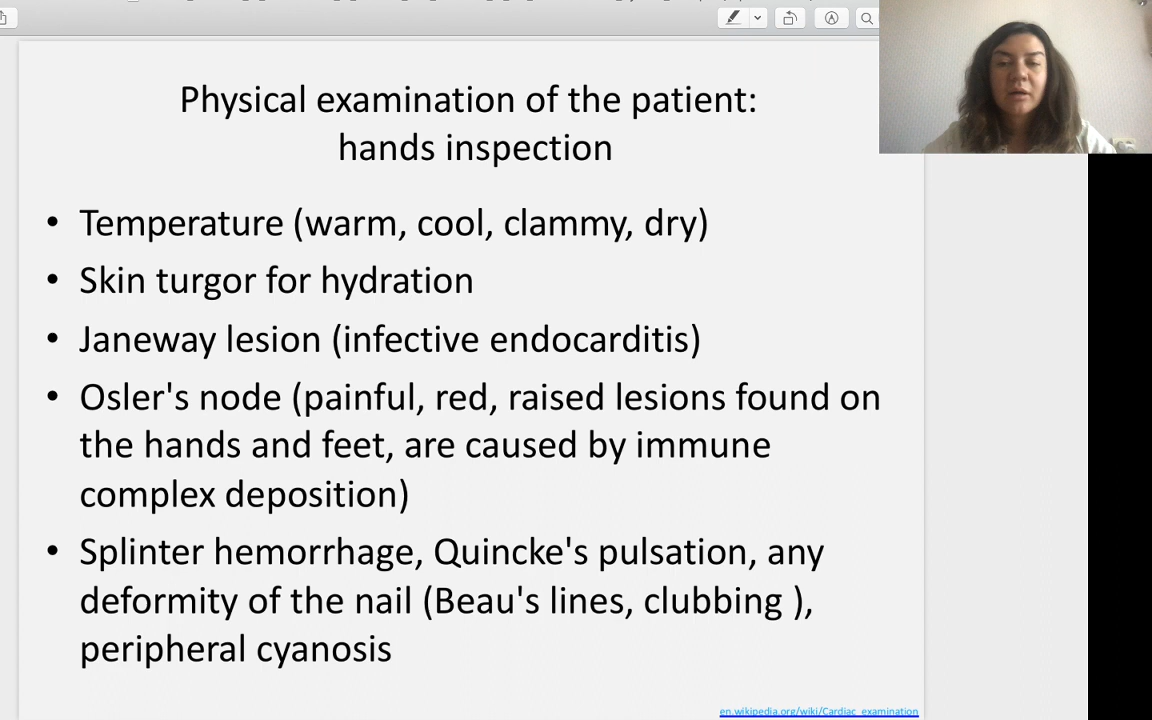 Physical examination of the patient:
hands inspection
• Temperature (warm, cool, clammy, dry)
• Skin turgor for hydration
• Janeway lesion (infective endocarditis)
• Osler's node (painful, red, raised lesions found on
the hands and feet, are caused by immune
complex deposition)
• Splinter hemorrhage, Quincke's pulsation, any
deformity of the nail (Beau's lines, clubbing ),
peripheral cyanosis
en.wikipedia.org/wiki/Cardiac_examination